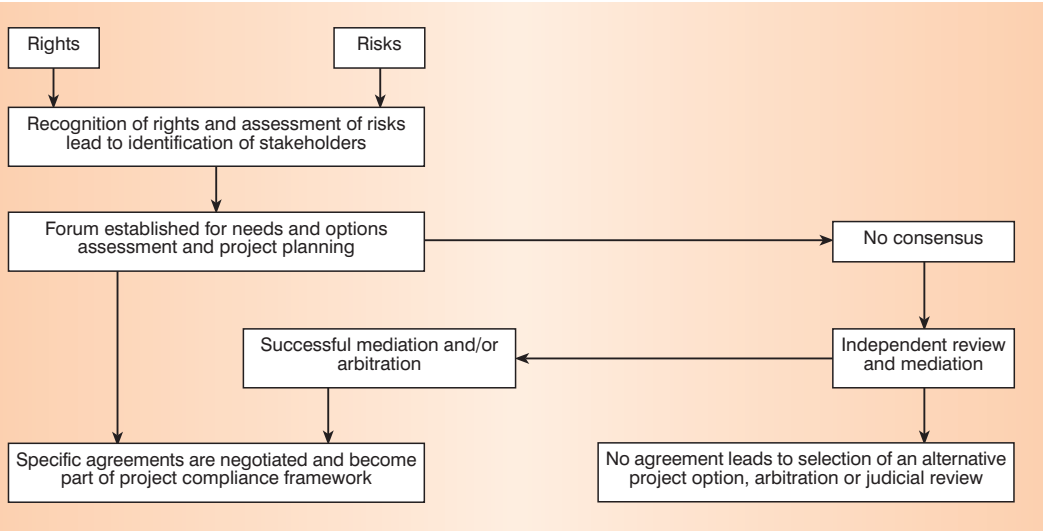 Rights
Risks
Recognition of rights and assessment of risks
lead to identification of stakeholders
Forum established for needs and options
assessment and project planning
No consensus
Successful mediation and/or
arbitration
Independent review
and mediation
Specific agreements are negotiated and become
part of project compliance framework
No agreement leads to selection of an alternative
project option, arbitration or judicial review